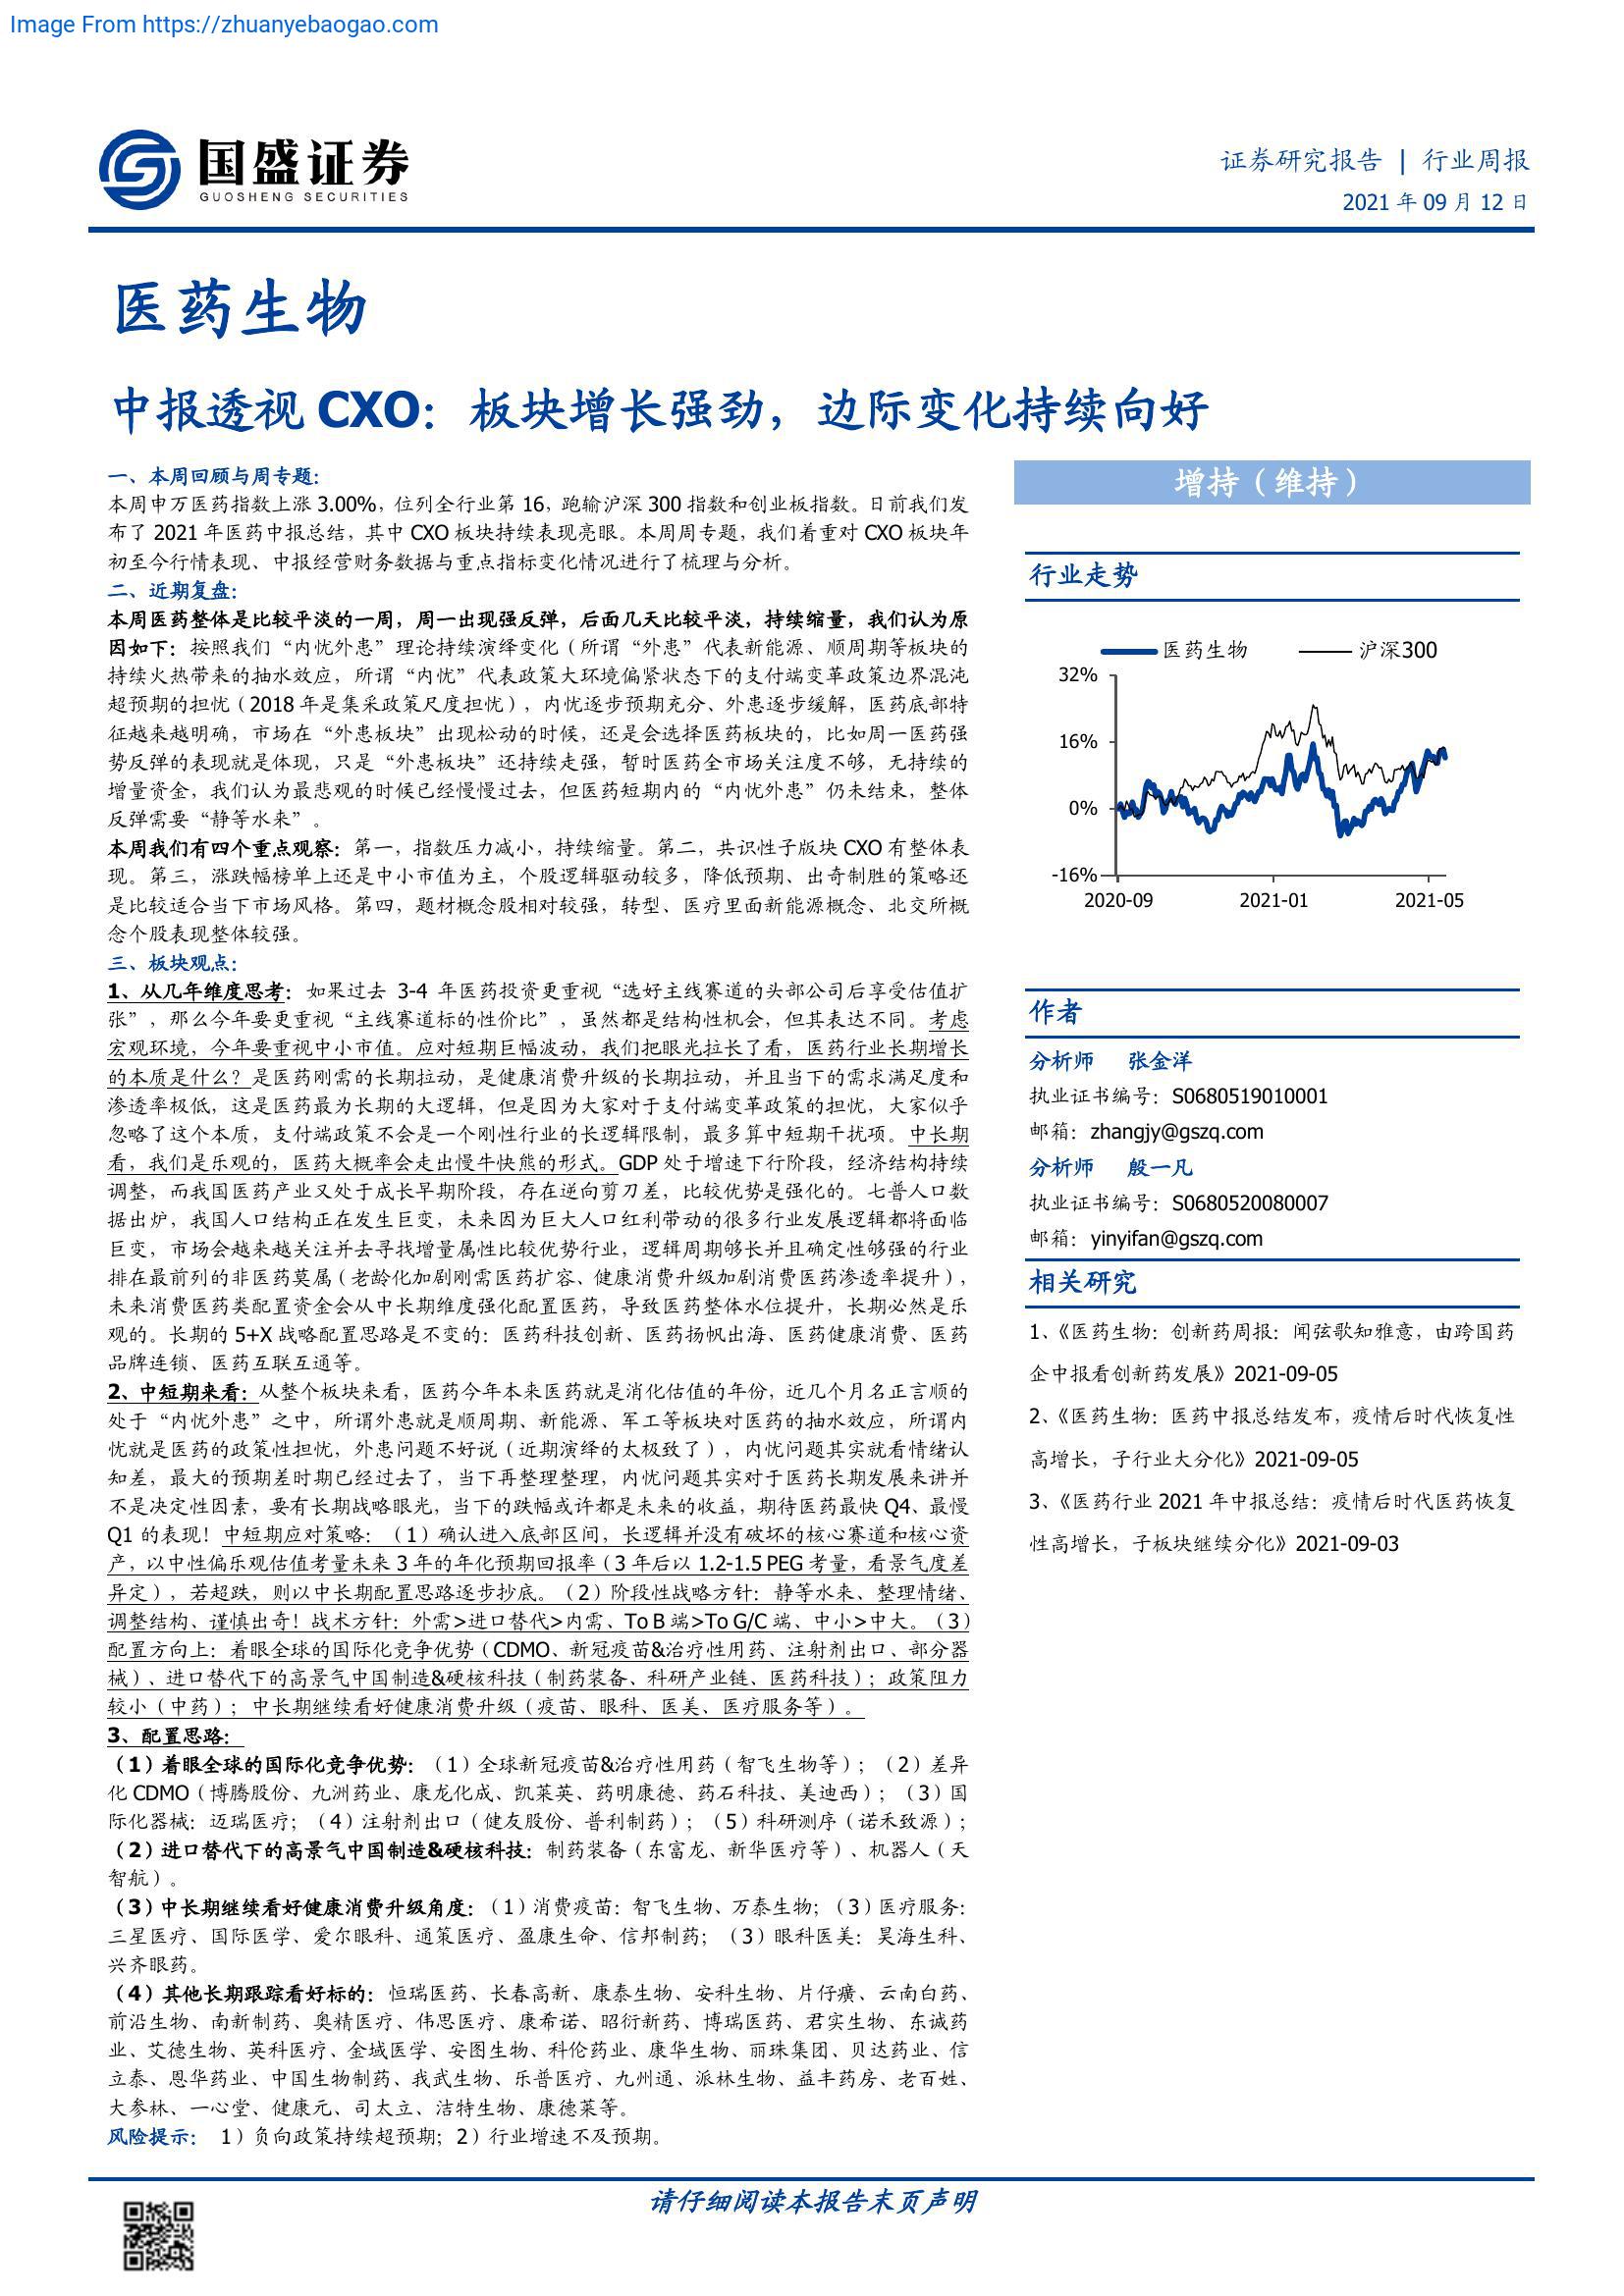 Image From https://zhuanyebaogao.com
国盛证券
GUOSHENG SECURITIES
证券研究报告 | 行业周报
2021 年 09 月 12 日
医药生物
中报透视 CXO：板块增长强劲，边际变化持续向好
一、本周回顾与周专题：
本周申万医药指数上涨 3.00%，位列全行业第 16，跑输沪深 300 指数和创业板指数。日前我们发
布了 2021 年医药中报总结，其中 CXO 板块持续表现亮眼。本周周专题，我们着重对 CXO 板块年
初至今行情表现、中报经营财务数据与重点指标变化情况进行了梳理与分析。
二、近期复盘：
本周医药整体是比较平淡的一周，周一出现强反弹，后面几天比较平淡，持续缩量，我们认为原
因如下：按照我们“内忧外患”理论持续演绎变化（所谓“外患”代表新能源、顺周期等板块的
持续火热带来的抽水效应，所谓“内忧”代表政策大环境偏紧状态下的支付端变革政策边界混沌
超预期的担忧（2018 年是集采政策尺度担忧），内忧逐步预期充分、外患逐步缓解，医药底部特
征越来越明确，市场在“外患板块”出现松动的时候，还是会选择医药板块的，比如周一医药强
势反弹的表现就是体现，只是“外患板块”还持续走强，暂时医药全市场关注度不够，无持续的
增量资金，我们认为最悲观的时候已经慢慢过去，但医药短期内的“内忧外患”仍未结束，整体
反弹需要“静等水来”。
本周我们有四个重点观察：第一，指数压力减小，持续缩量。第二，共识性子版块 CXO 有整体表
现。第三，涨跌幅榜单上还是中小市值为主，个股逻辑驱动较多，降低预期、出奇制胜的策略还
是比较适合当下市场风格。第四，题材概念股相对较强，转型、医疗里面新能源概念、北交所概
念个股表现整体较强。
三、板块观点：
1、从几年维度思考：如果过去 3-4 年医药投资更重视“选好主线赛道的头部公司后享受估值扩
张”，那么今年要更重视“主线赛道标的性价比”，虽然都是结构性机会，但其表达不同。考虑
宏观环境，今年要重视中小市值。应对短期巨幅波动，我们把眼光拉长了看，医药行业长期增长
的本质是什么？是医药刚需的长期拉动，是健康消费升级的长期拉动，并且当下的需求满足度和
渗透率极低，这是医药最为长期的大逻辑，但是因为大家对于支付端变革政策的担忧，大家似乎
忽略了这个本质，支付端政策不会是一个刚性行业的长逻辑限制，最多算中短期干扰项。中长期
看，我们是乐观的，医药大概率会走出慢牛快熊的形式。GDP 处于增速下行阶段，经济结构持续
调整，而我国医药产业又处于成长早期阶段，存在逆向剪刀差，比较优势是强化的。七普人口数
据出炉，我国人口结构正在发生巨变，未来因为巨大人口红利带动的很多行业发展逻辑都将面临
巨变，市场会越来越关注并去寻找增量属性比较优势行业，逻辑周期够长并且确定性够强的行业
排在最前列的非医药莫属（老龄化加剧刚需医药扩容、健康消费升级加剧消费医药渗透率提升），
未来消费医药类配置资金会从中长期维度强化配置医药，导致医药整体水位提升，长期必然是乐
观的。长期的 5+X 战略配置思路是不变的：医药科技创新、医药扬帆出海、医药健康消费、医药
品牌连锁、医药互联互通等。
2、中短期来看：从整个板块来看，医药今年本来医药就是消化估值的年份，近几个月名正言顺的
处于“内忧外患”之中，所谓外患就是顺周期、新能源、军工等板块对医药的抽水效应，所谓内
忧就是医药的政策性担忧，外患问题不好说（近期演绎的太极致了），内忧问题其实就看情绪认
知差，最大的预期差时期已经过去了，当下再整理整理，内忧问题其实对于医药长期发展来讲并
不是决定性因素，要有长期战略眼光，当下的跌幅或许都是未来的收益，期待医药最快 Q4、最慢
Q1 的表现！中短期应对策略：（1）确认进入底部区间，长逻辑并没有破坏的核心赛道和核心资
产，以中性偏乐观估值考量未来 3 年的年化预期回报率（3 年后以 1.2-1.5 PEG 考量，看景气度差
异定），若超跌，则以中长期配置思路逐步抄底。（2）阶段性战略方针：静等水来、整理情绪、
调整结构、谨慎出奇！战术方针：外需>进口替代>内需、To B 端>To G/C 端、中小>中大。（3）
配置方向上：着眼全球的国际化竞争优势（CDMO、新冠疫苗&治疗性用药、注射剂出口、部分器
械）、进口替代下的高景气中国制造&硬核科技（制药装备、科研产业链、医药科技）；政策阻力
较小（中药）；中长期继续看好健康消费升级（疫苗、眼科、医美、医疗服务等）。
3、配置思路：
（1）着眼全球的国际化竞争优势：（1）全球新冠疫苗&治疗性用药（智飞生物等）；（2）差异
化 CDMO（博腾股份、九洲药业、康龙化成、凯莱英、药明康德、药石科技、美迪西）；（3）国
际化器械：迈瑞医疗；（4）注射剂出口（健友股份、普利制药）；（5）科研测序（诺禾致源）；
（2）进口替代下的高景气中国制造&硬核科技：制药装备（东富龙、新华医疗等）、机器人（天
智航）。
（3）中长期继续看好健康消费升级角度：（1）消费疫苗：智飞生物、万泰生物；（3）医疗服务：
三星医疗、国际医学、爱尔眼科、通策医疗、盈康生命、信邦制药；（3）眼科医美：昊海生科、
兴齐眼药。
（4）其他长期跟踪看好标的：恒瑞医药、长春高新、康泰生物、安科生物、片仔癀、云南白药、
前沿生物、南新制药、奥精医疗、伟思医疗、康希诺、昭衍新药、博瑞医药、君实生物、东诚药
业、艾德生物、英科医疗、金域医学、安图生物、科伦药业、康华生物、丽珠集团、贝达药业、信
立泰、恩华药业、中国生物制药、我武生物、乐普医疗、九州通、派林生物、益丰药房、老百姓、
大参林、一心堂、健康元、司太立、洁特生物、康德莱等。
风险提示： 1）负向政策持续超预期；2）行业增速不及预期。
增持（维持）
行业走势
医药生物 沪深300
32%
16%
0%
-16%
2020-09 2021-01 2021-05
作者
分析师 张金洋
执业证书编号：S0680519010001
邮箱：zhangjy@gszq.com
分析师 殷一凡
执业证书编号：S0680520080007
邮箱：yinyifan@gszq.com
相关研究
1、《医药生物：创新药周报：闻弦歌知雅意，由跨国药
企中报看创新药发展》2021-09-05
2、《医药生物：医药中报总结发布，疫情后时代恢复性
高增长，子行业大分化》2021-09-05
3、《医药行业 2021 年中报总结：疫情后时代医药恢复
性高增长，子板块继续分化》2021-09-03
请仔细阅读本报告末页声明